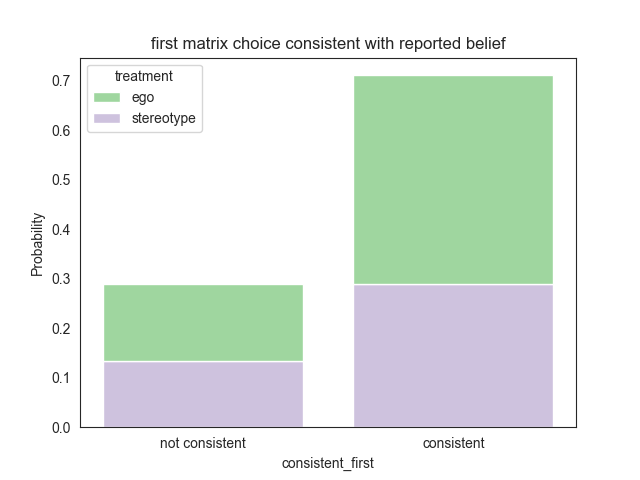 first matrix choice consistent with reported belief
treatment
ego
stereotype
Probability
0.7
0.6
0.5
0.4
0.3
0.2
0.1
0.0
not consistent
consistent
consistent_first